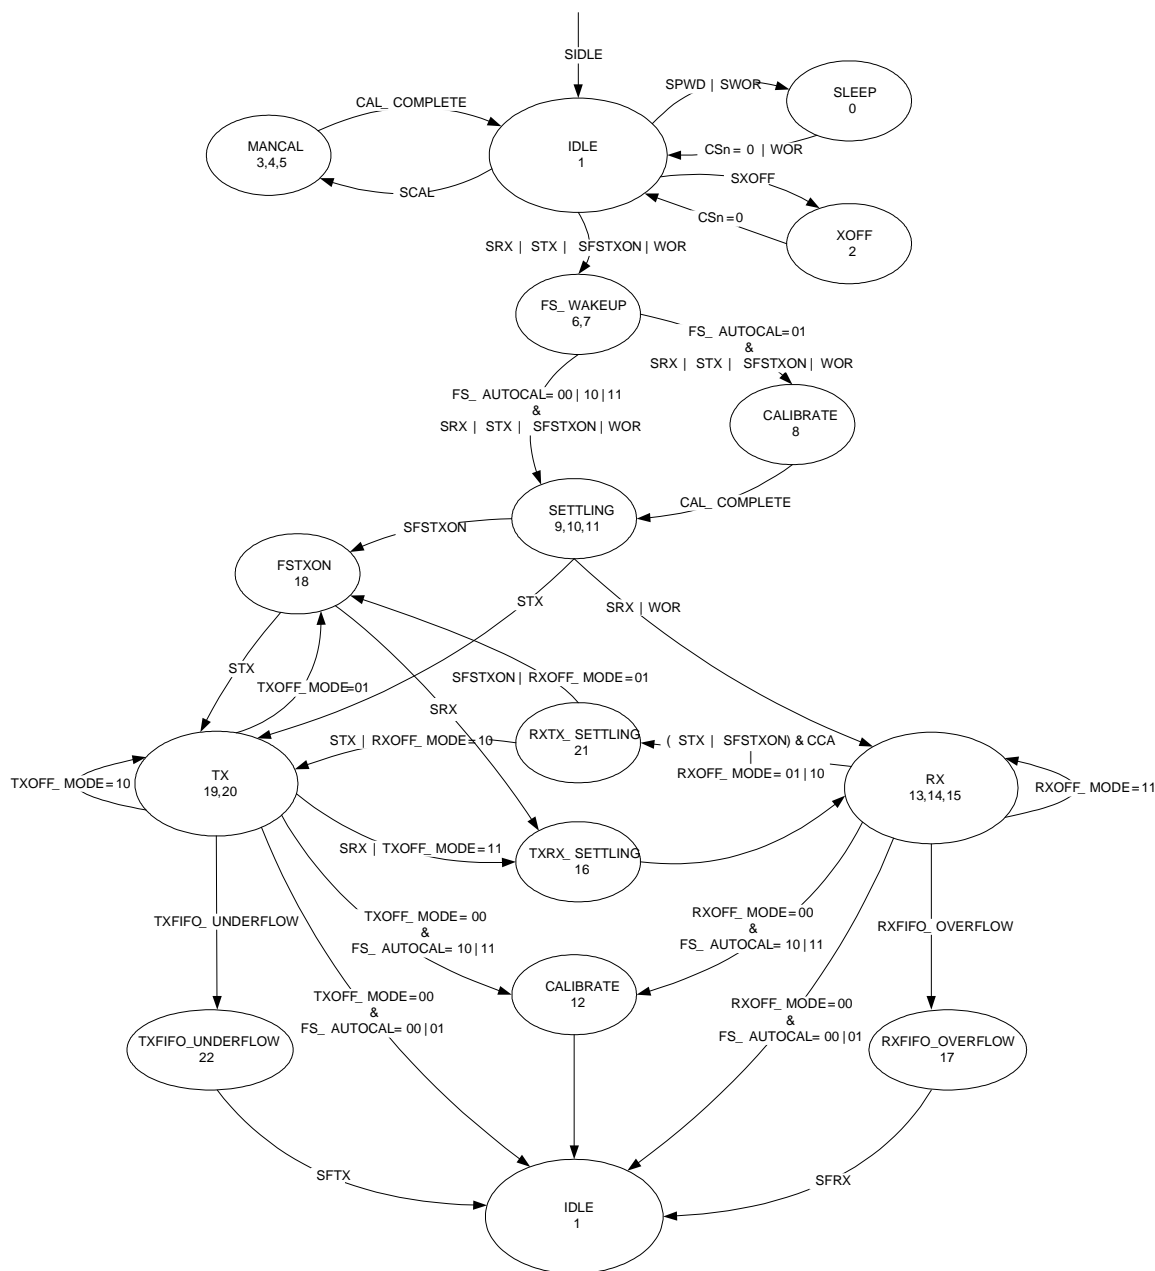 SIDLE
SPWD | SWOR
SLEEP
0
CAL_ COMPLETE
MANCAL
3,4,5
IDLE
1
CSn = 0 | WOR
SCAL
SXOFF
CSn = 0
XOFF
2
SRX | STX | SFSTXON | WOR
FS_ WAKEUP
6,7
FS_ AUTOCAL= 01
&
SRX | STX | SFSTXON | WOR
FS_ AUTOCAL= 00 | 10 | 11
&
SRX | STX | SFSTXON | WOR
CALIBRATE
8
CAL_ COMPLETE
SETTLING
9,10,11
SFSTXON
FSTXON
18
STX
SRX | WOR
STX
TXOFF_ MODE=01
SFSTXON | RXOFF_ MODE = 01
SRX
RXTX_ SETTLING
21
STX | RXOFF_ MODE = 10
( STX | SFSTXON) & CCA
|
RXOFF_ MODE= 01 | 10
TX
19,20
TXOFF_ MODE = 10
RX
13,14,15
RXOFF_ MODE = 11
SRX | TXOFF_ MODE = 11
TXRX_ SETTLING
16
TXFIFO_ UNDERFLOW
TXOFF_ MODE = 00
&
FS_ AUTOCAL= 10 | 11
RXOFF_ MODE = 00
&
FS_ AUTOCAL= 10 | 11
RXFIFO_ OVERFLOW
CALIBRATE
12
TXOFF_ MODE = 00
&
FS_ AUTOCAL= 00 | 01
RXOFF_ MODE = 00
&
FS_ AUTOCAL= 00 | 01
TXFIFO_UNDERFLOW
22
RXFIFO_OVERFLOW
17
SFTX
SFRX
IDLE
1